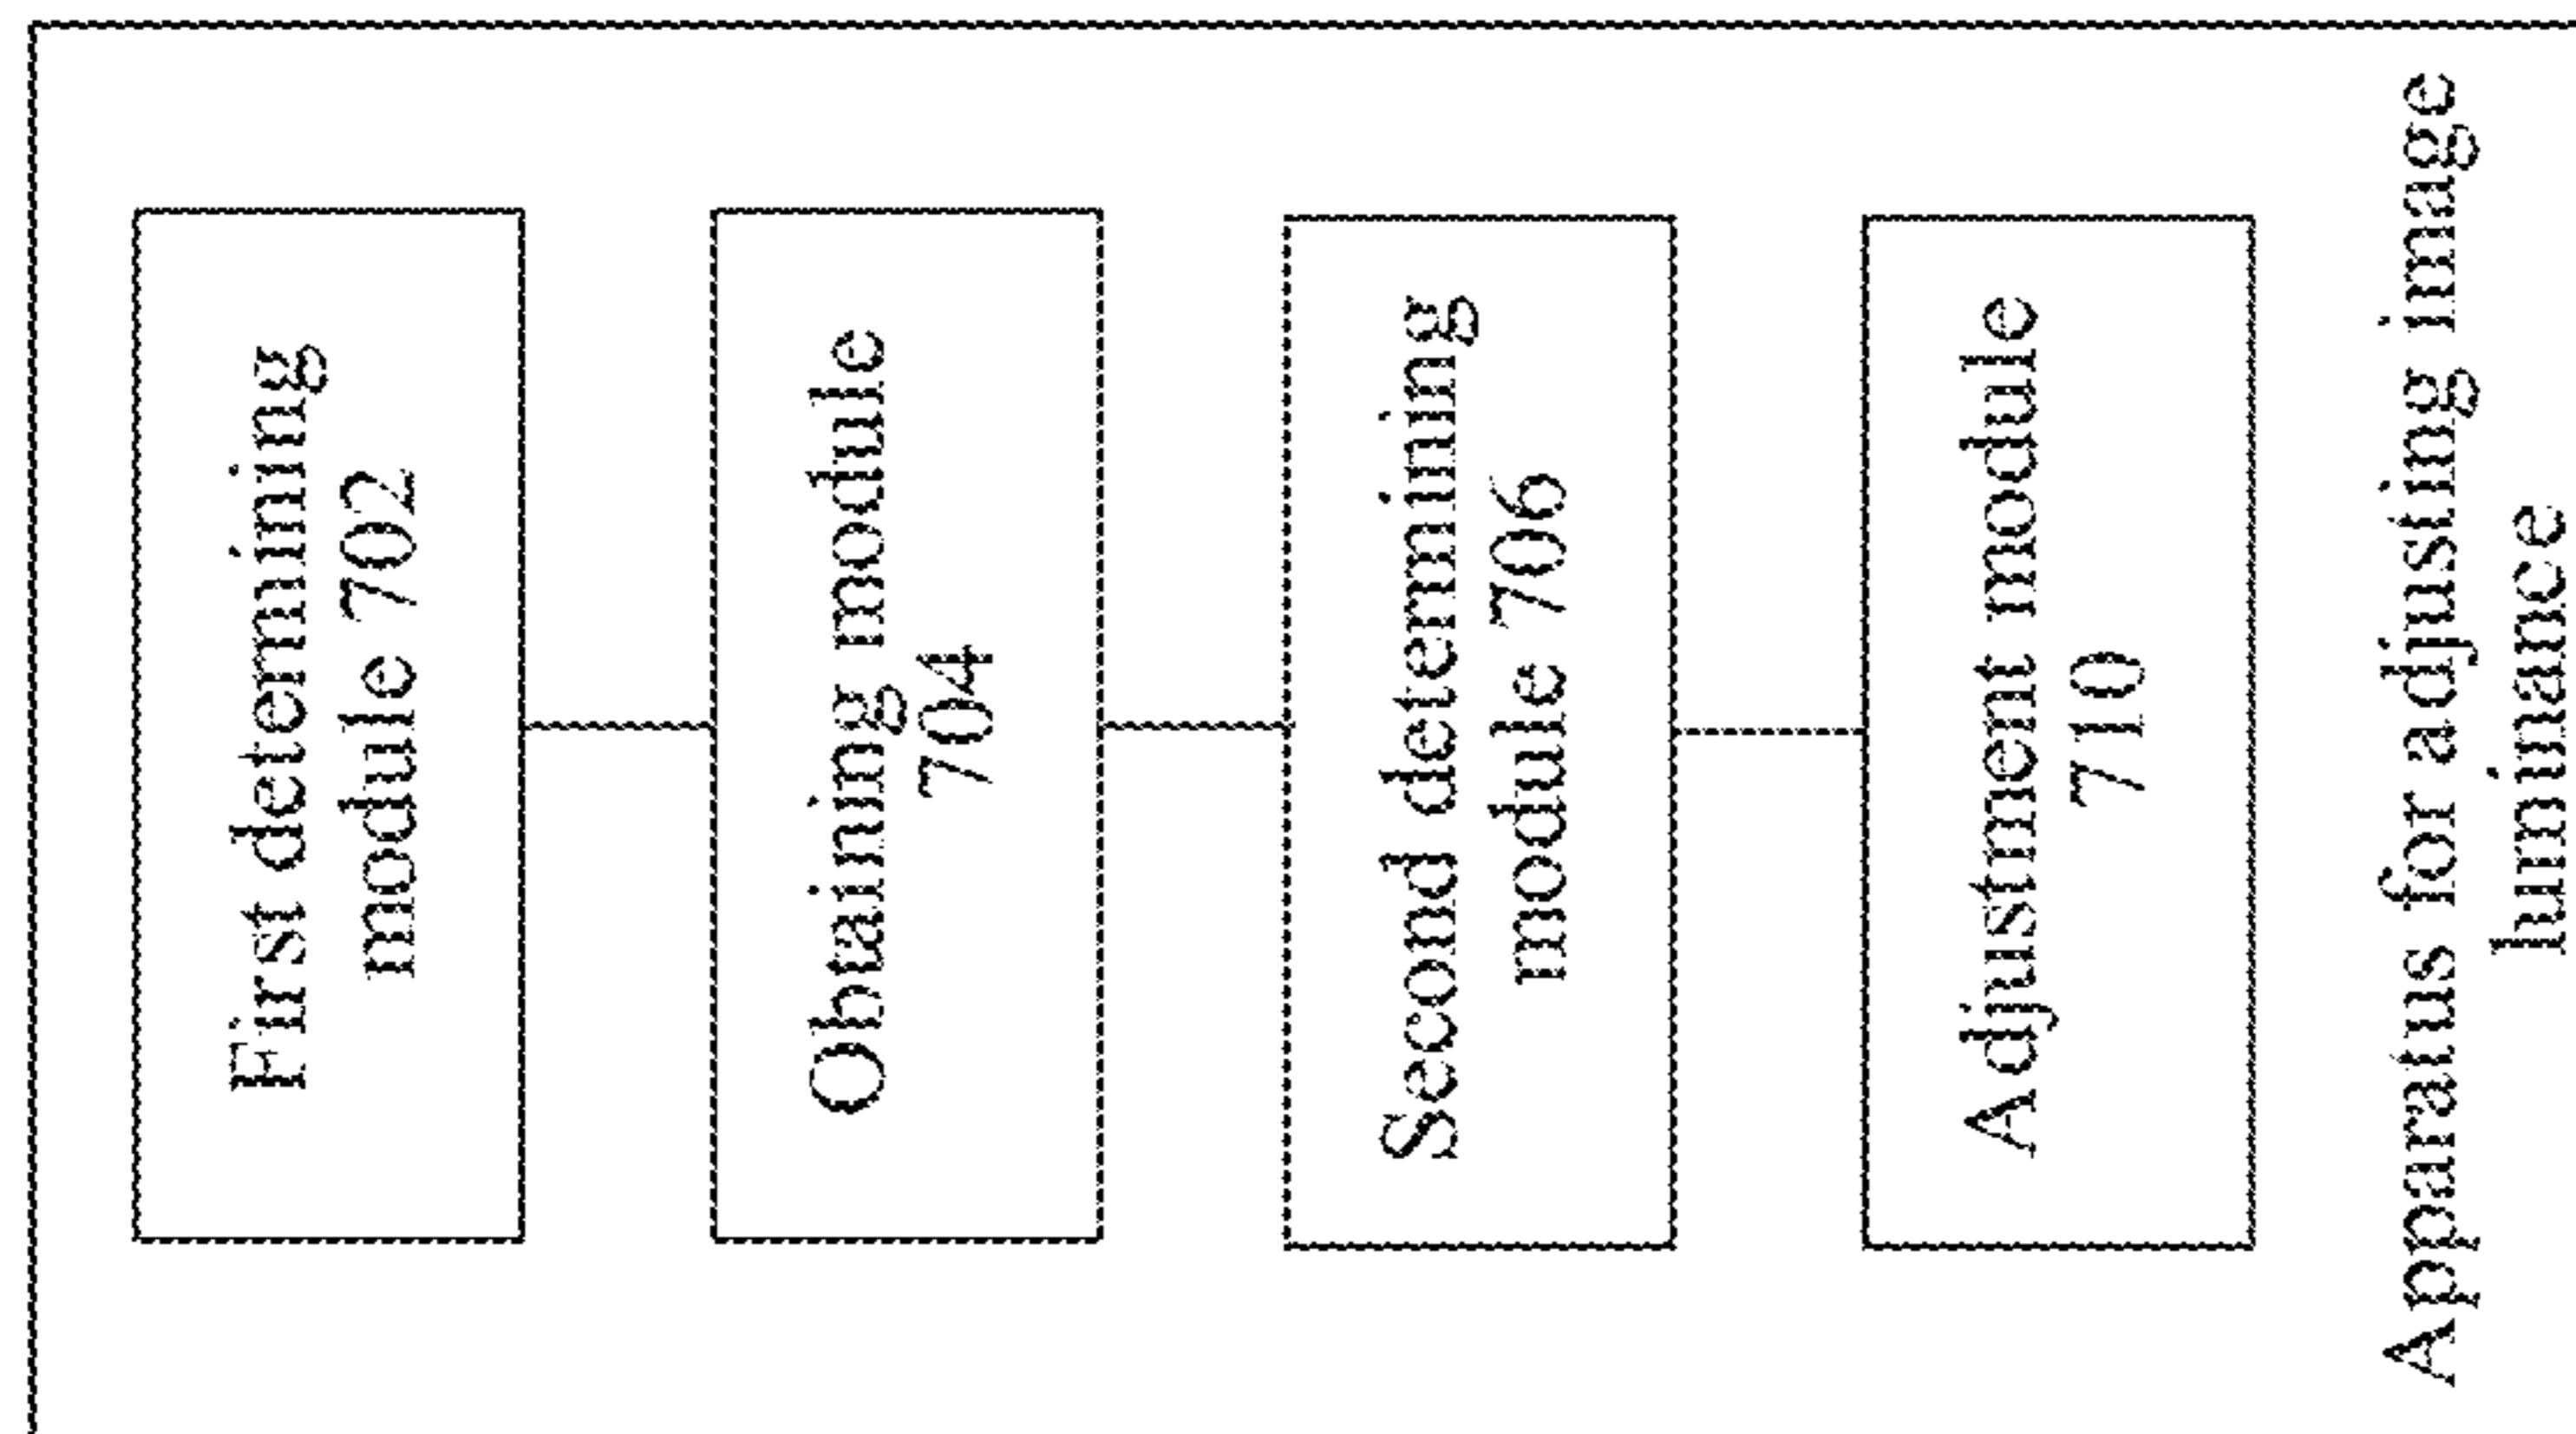 First determining
module 702
Obtaining module
704
Second determining
module 706
Adjustment module
710
Apparatus for adjusting image
luminance